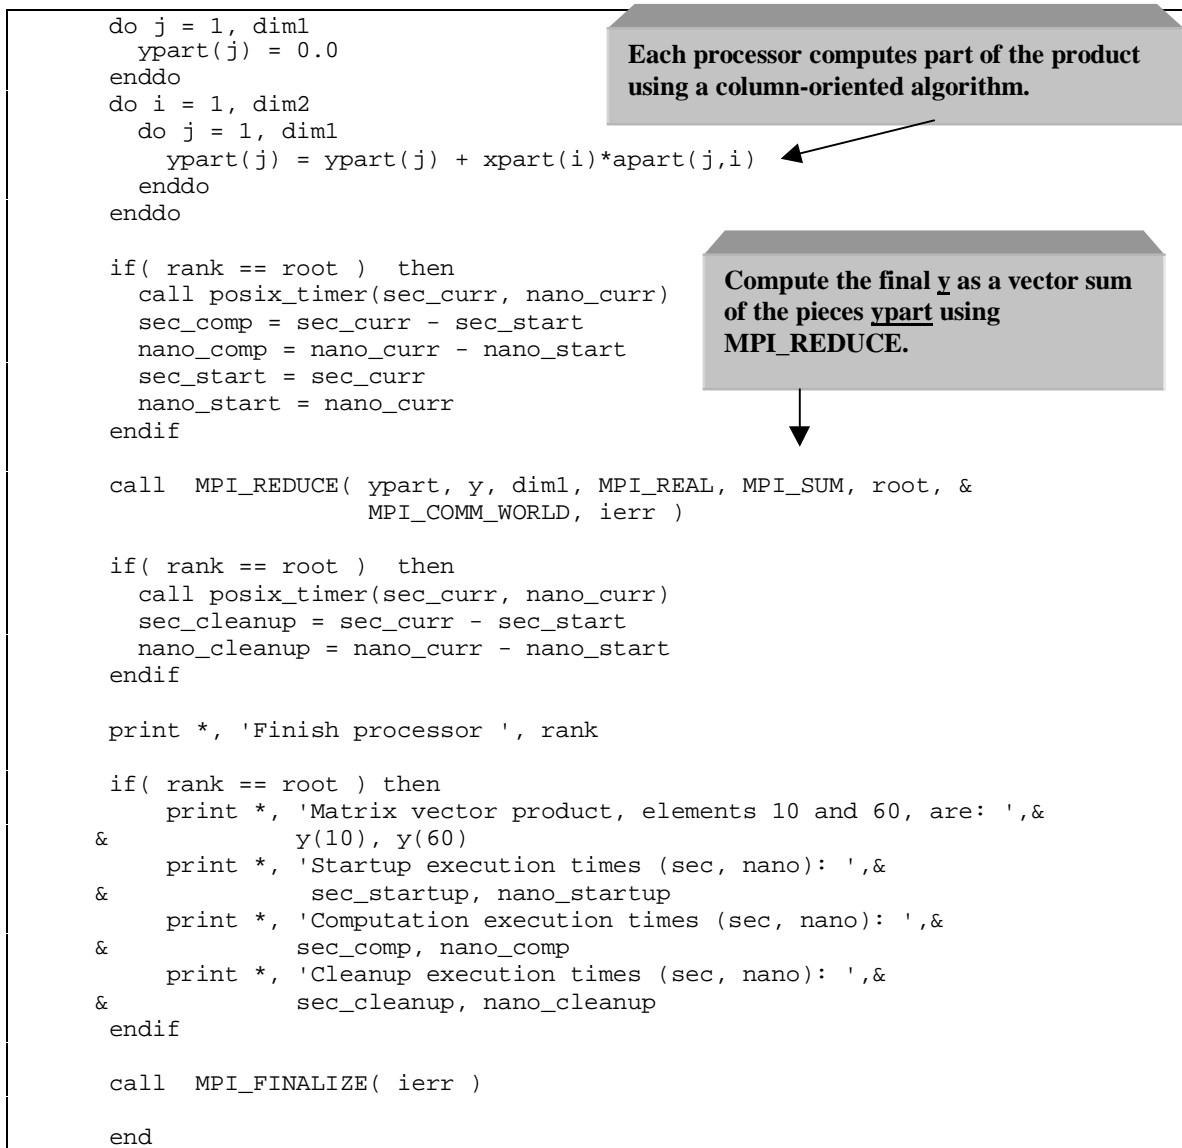 do j = 1, dim1
  ypart(j) = 0.0
enddo
do i = 1, dim2
  do j = 1, dim1
    ypart(j) = ypart(j) + xpart(i)*apart(j,i)
  enddo
enddo
Each processor computes part of the product
using a column-oriented algorithm.
if( rank == root )  then
  call posix_timer(sec_curr, nano_curr)
  sec_comp = sec_curr - sec_start
  nano_comp = nano_curr - nano_start
  sec_start = sec_curr
  nano_start = nano_curr
endif
Compute the final y as a vector sum
of the pieces ypart using
MPI_REDUCE.
call  MPI_REDUCE( ypart, y, dim1, MPI_REAL, MPI_SUM, root, &
                MPI_COMM_WORLD, ierr )
if( rank == root )  then
  call posix_timer(sec_curr, nano_curr)
  sec_cleanup = sec_curr - sec_start
  nano_cleanup = nano_curr - nano_start
endif
print *, 'Finish processor ', rank
if( rank == root ) then
    print *, 'Matrix vector product, elements 10 and 60, are: ',&
&             y(10), y(60)
    print *, 'Startup execution times (sec, nano): ',&
&              sec_startup, nano_startup
    print *, 'Computation execution times (sec, nano): ',&
&             sec_comp, nano_comp
    print *, 'Cleanup execution times (sec, nano): ',&
&             sec_cleanup, nano_cleanup
endif
call  MPI_FINALIZE( ierr )
end